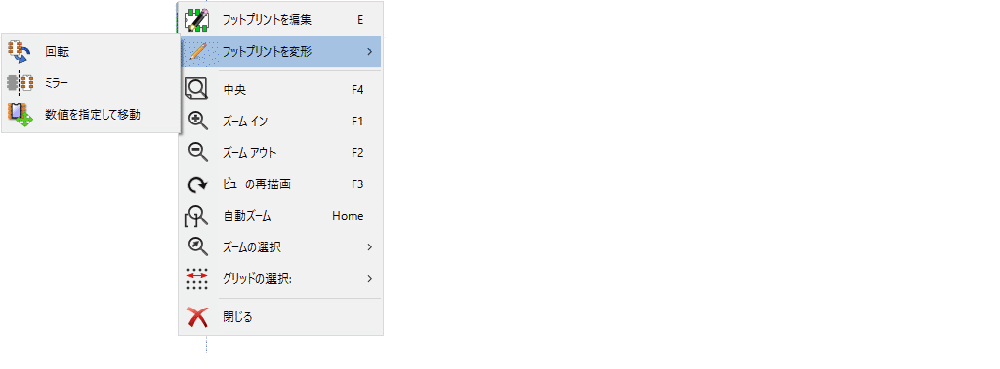 フットプリントを編集 E
フットプリントを変形
回転
ミラー
数値を指定して移動
中央 F4
ズーム イン F1
ズーム アウト F2
ビューの再描画 F3
自動ズーム Home
ズームの選択
グリッドの選択:
閉じる